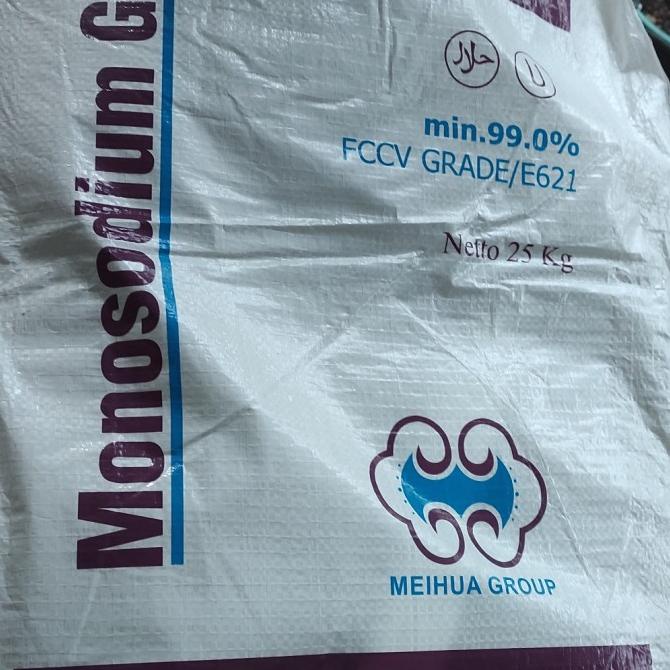 Monosodium G
حلال
U
min.99.0%
FCCV GRADE/E621
Netto 25 Kg
MEIHUA GROUP